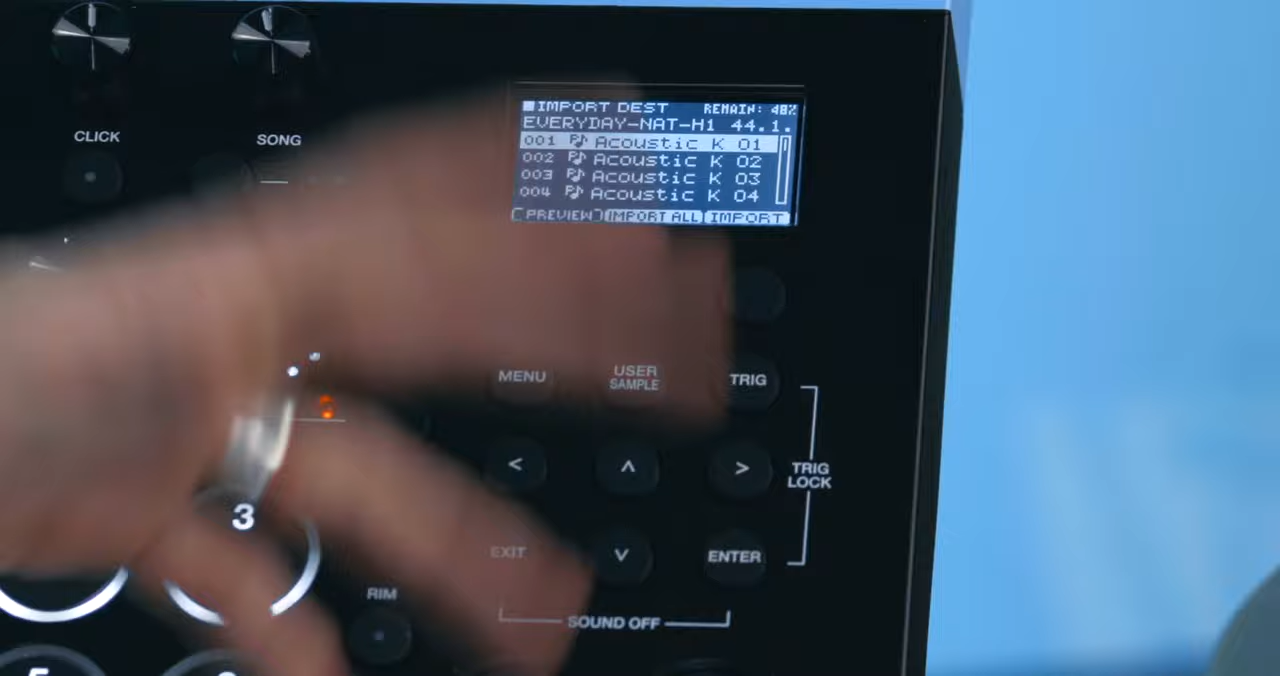 CLICK
SONG
IMPORT DEST REMAIN: 48%
EVERYDAY-NAT-H1 44.1.
001 Acoustic K 01
002 Acoustic K 02
003 Acoustic K 03
004 Acoustic K 04
PREVIEW IMPORT ALL IMPORT
MENU
USER
SAMPLE
TRIG
< ʌ >
TRIG
LOCK
3
EXIT
v
ENTER
RIM
SOUND OFF